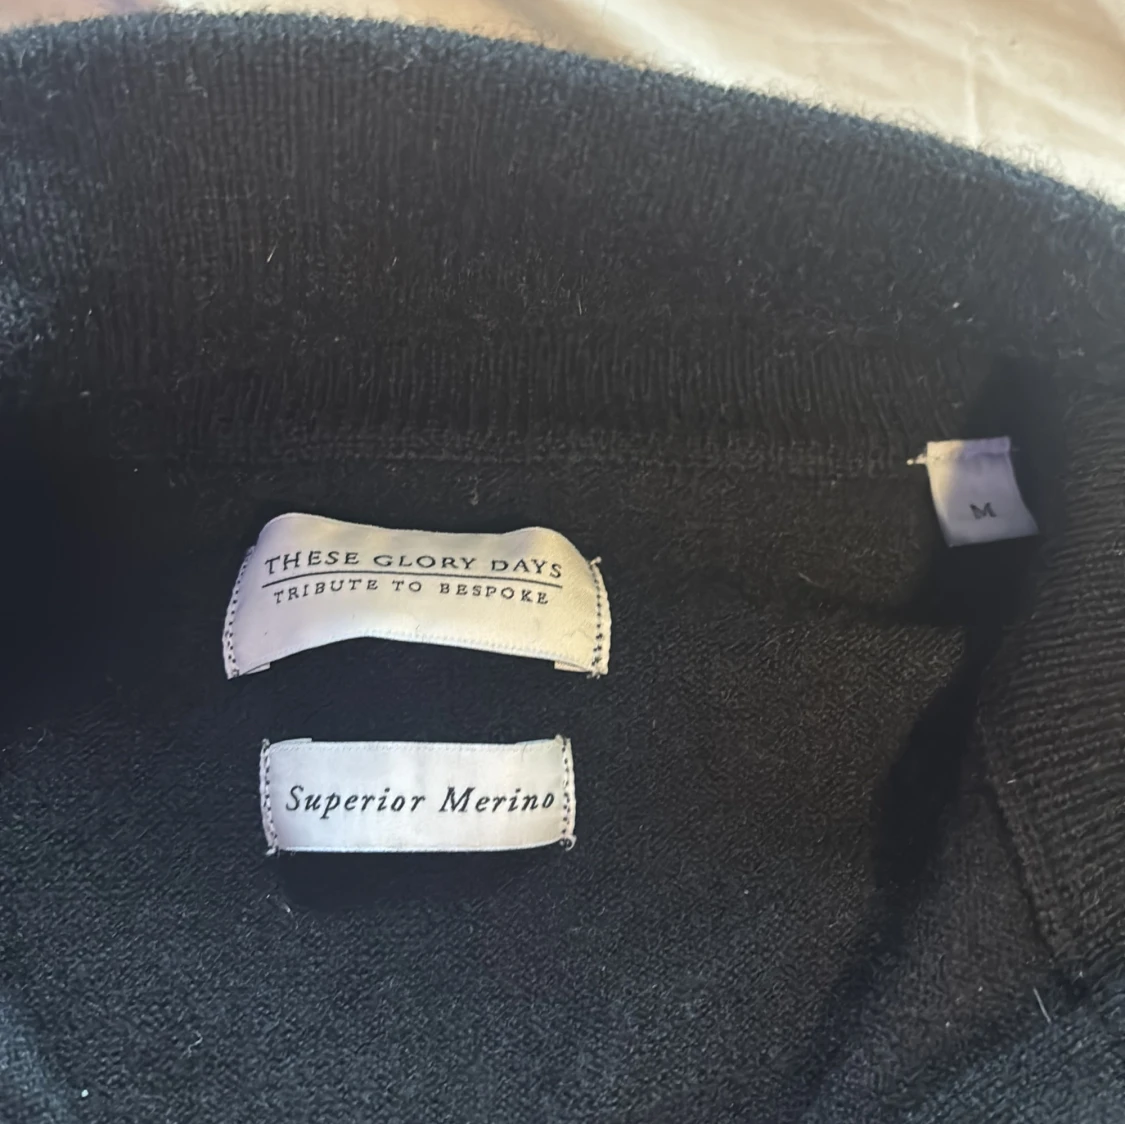 M
THESE GLORY DAYS
TRIBUTE TO BESPOKE
Superior Merino